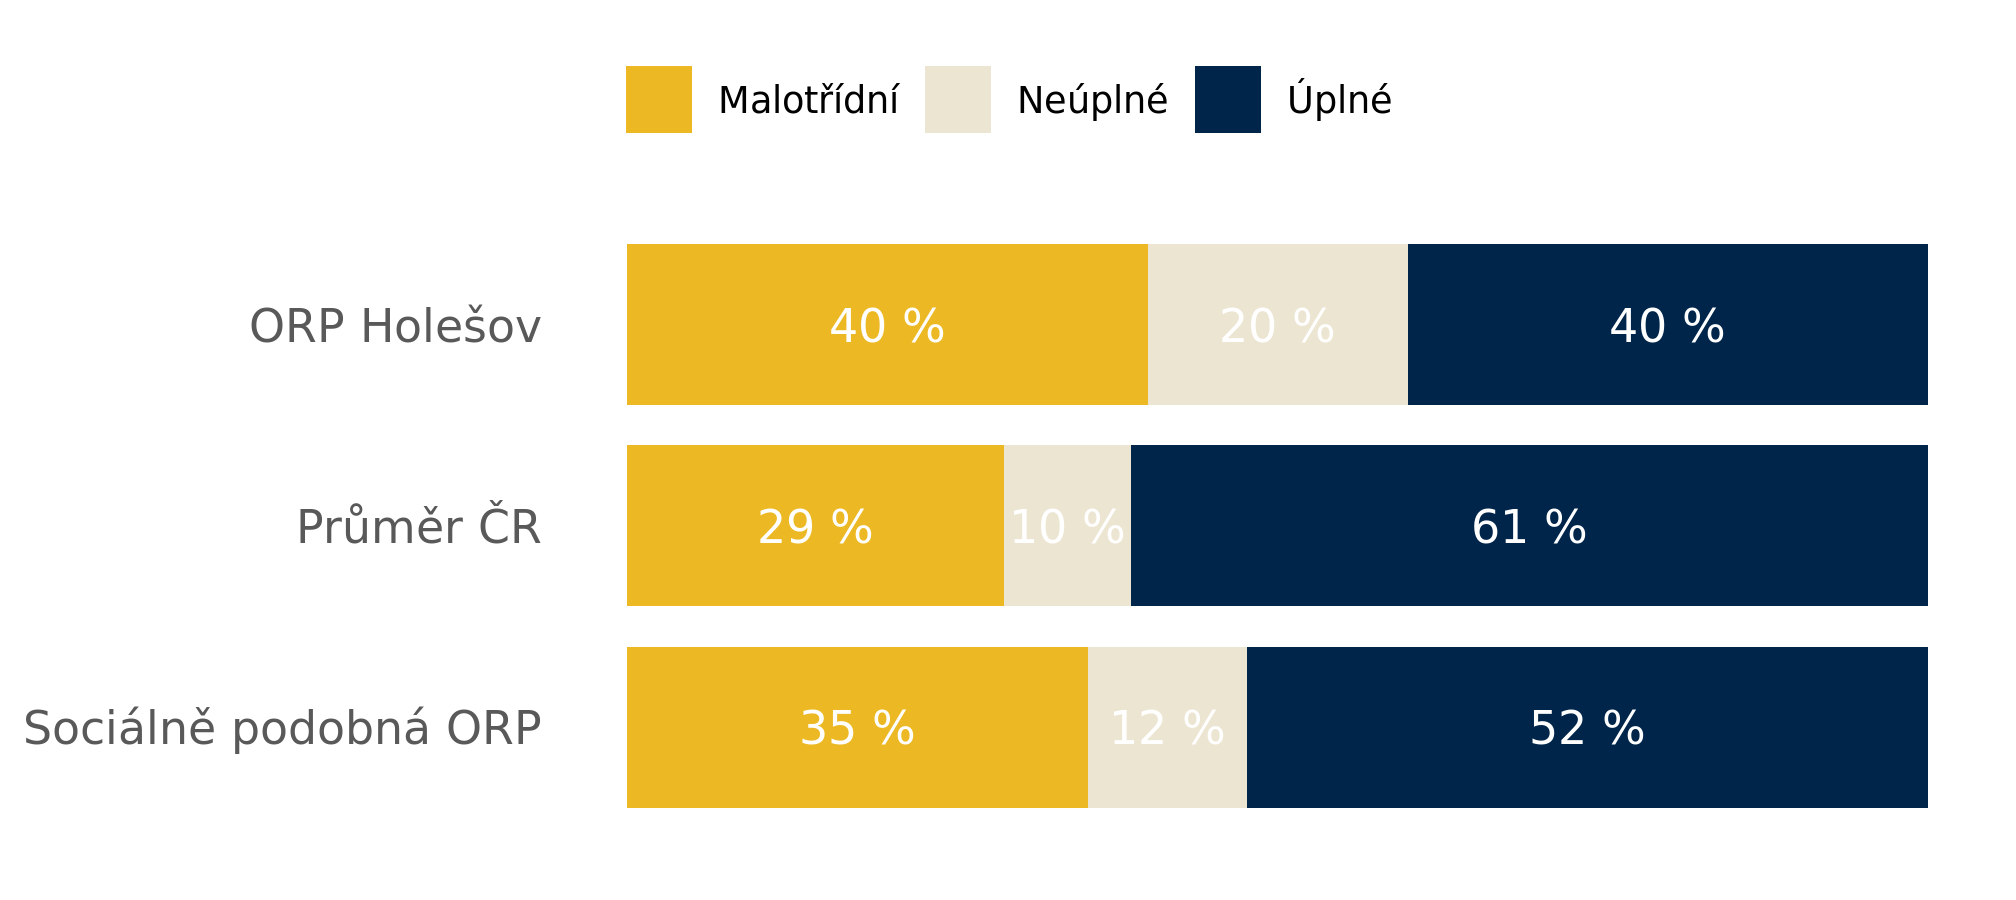 Malotřídní Neúplné Úplné
ORP Holešov 40 % 20 % 40 %
Průměr ČR 29 % 10 % 61 %
Sociálně podobná ORP 35 % 12 % 52 %